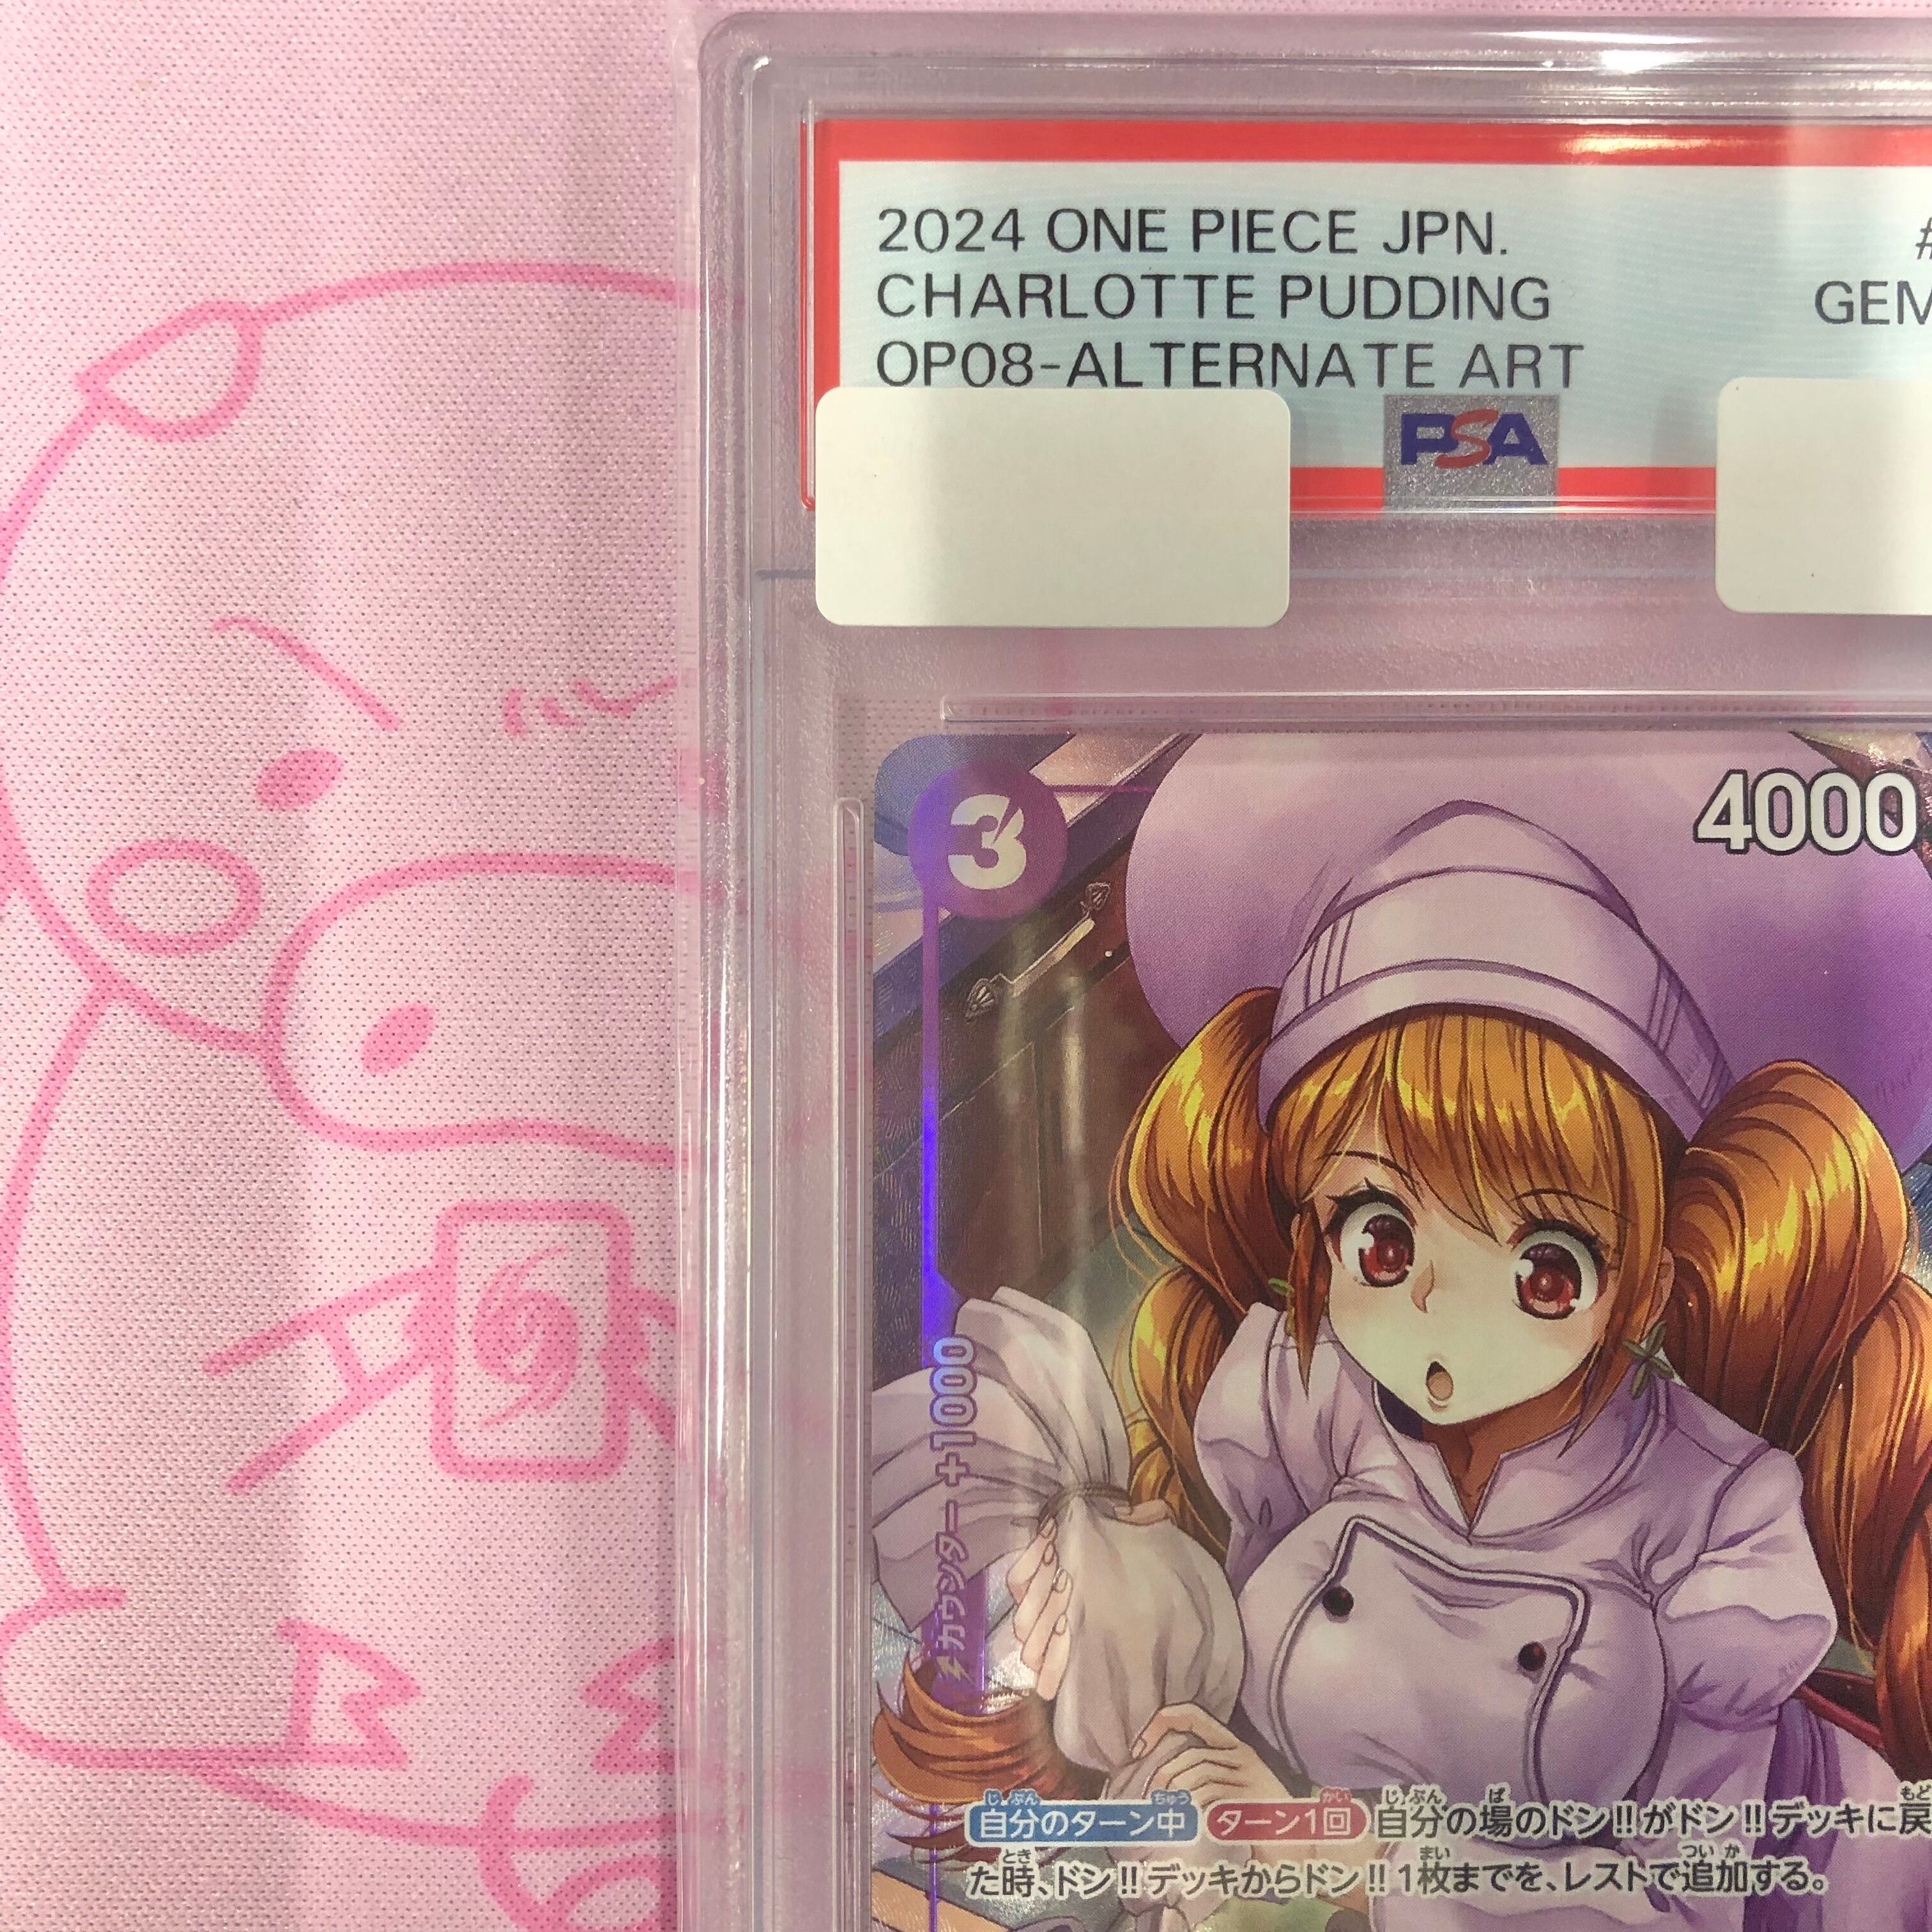 2024 ONE PIECE JPN.
#
CHARLOTTE PUDDING
GEM
OP08-ALTERNATE ART
PSA
3
4000
カウンター +1000
自分のターン中 ターン1回 自分の場のドン!!がドン!!デッキに戻
た時、ドン!!デッキからドン!!1枚までを、レストで追加する。